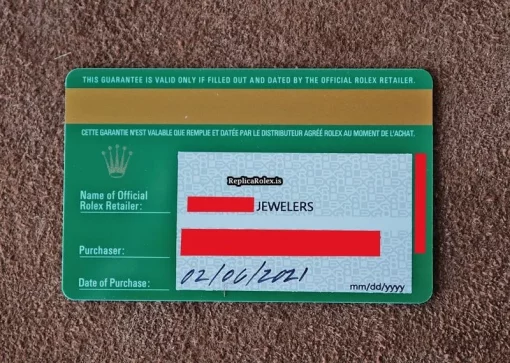 THIS GUARANTEE IS VALID ONLY IF FILLED OUT AND DATED BY THE OFFICIAL ROLEX RETAILER.
CETTE GARANTIE N'EST VALABLE QUE REMPLIE ET DATÉE PAR LE DISTRIBUTEUR AGRÉÉ ROLEX AU MOMENT DE L'ACHAT.
ReplicaRolex.is
Name of Official
Rolex Retailer:
JEWELERS
Purchaser:
Date of Purchase:
02/06/2021
mm/dd/yyyy